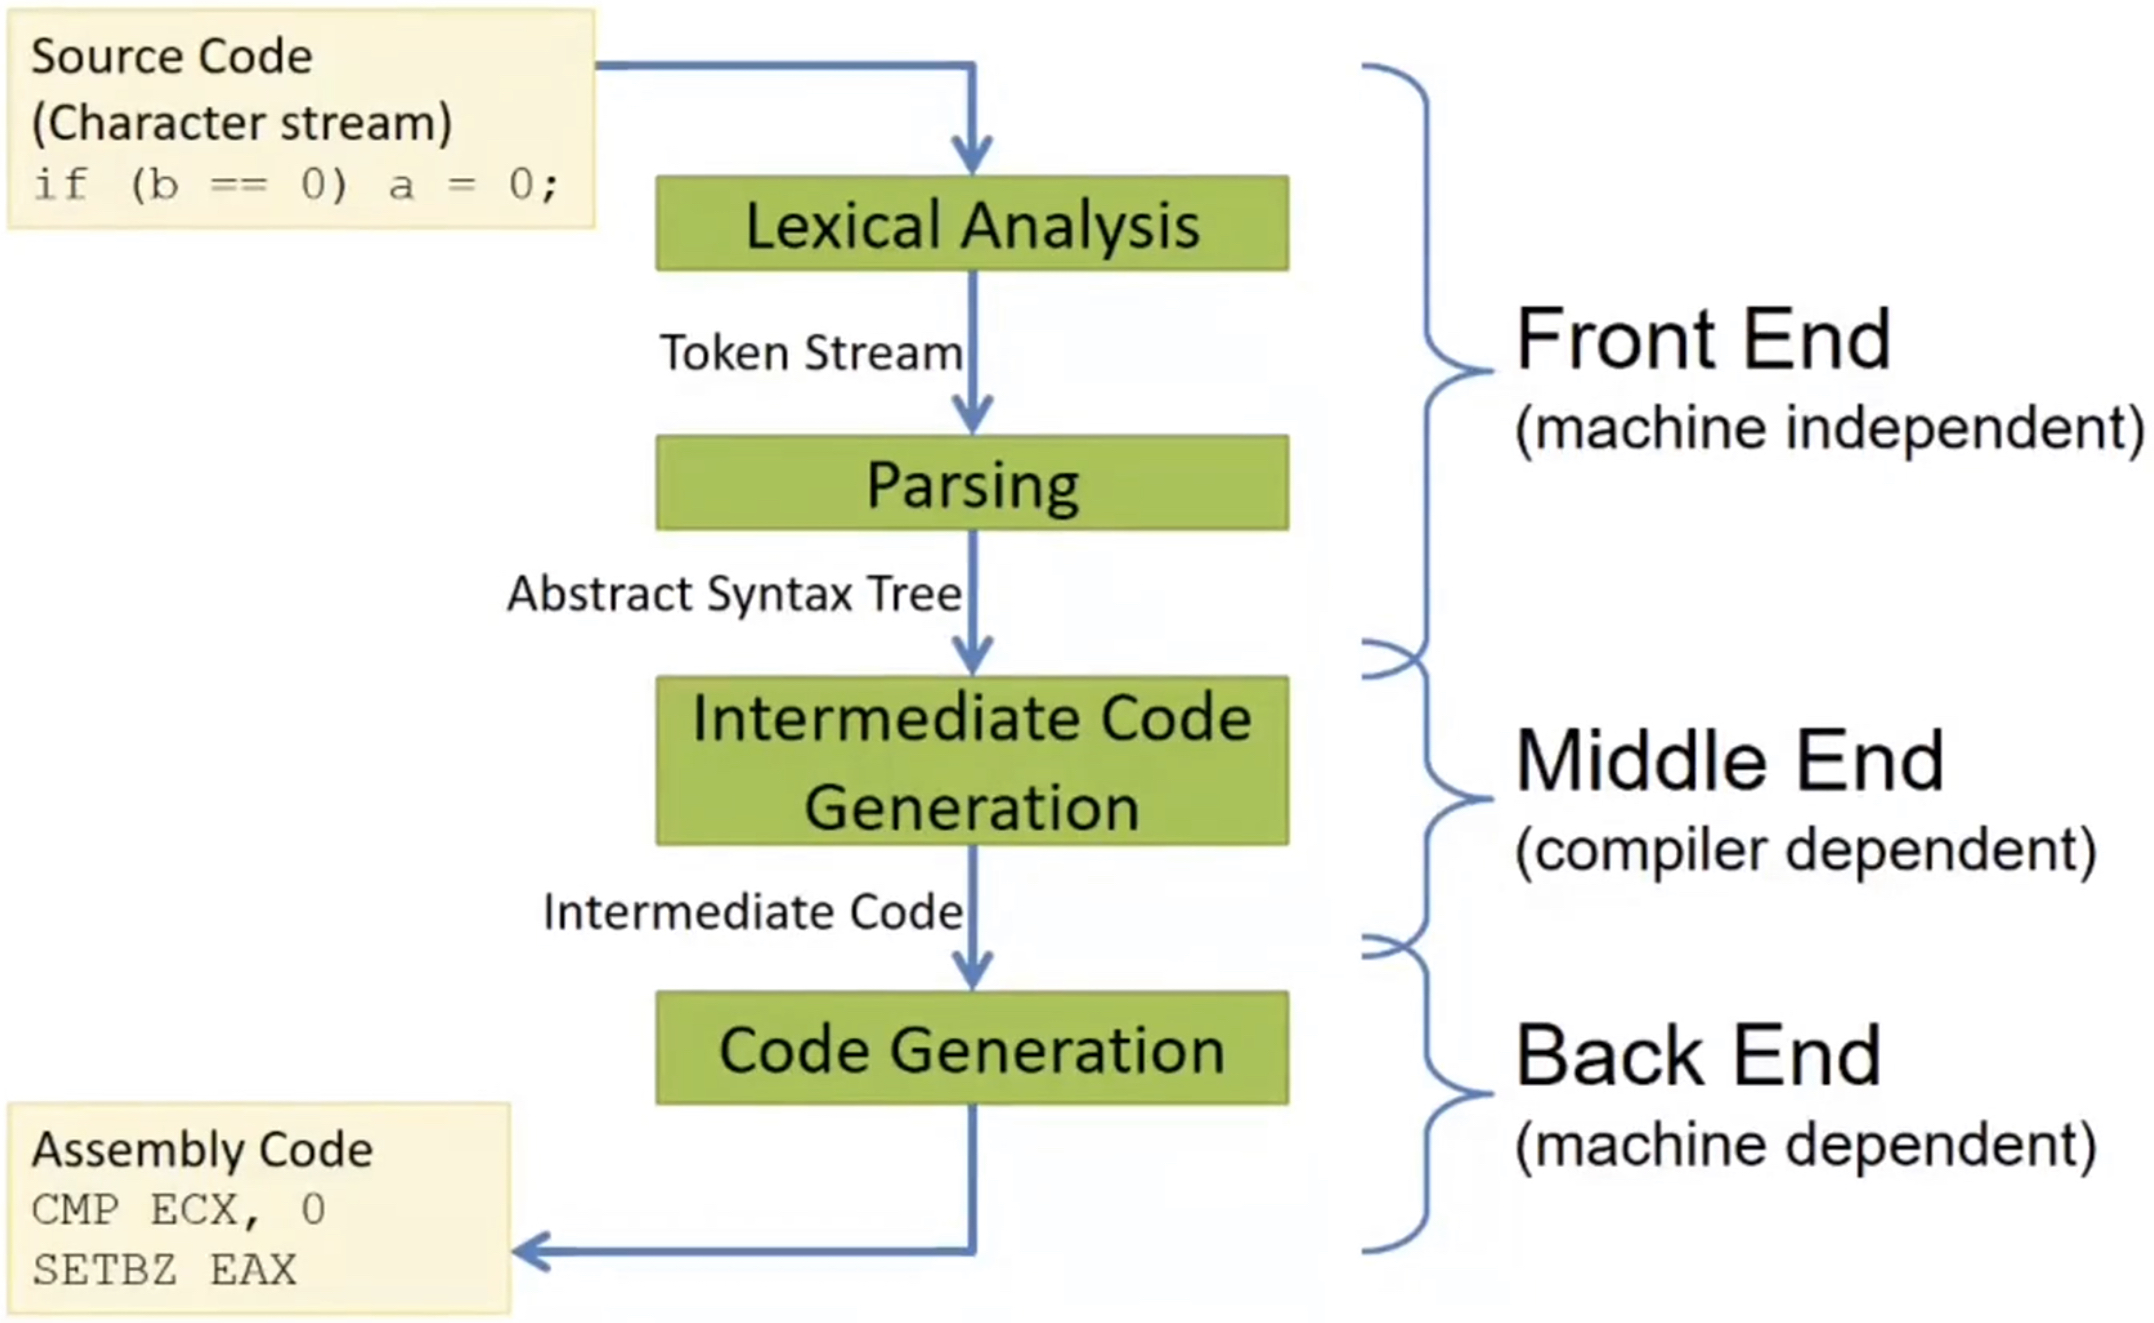 Source Code
(Character stream)
if (b == 0) a = 0;
Lexical Analysis
Token Stream
Parsing
Abstract Syntax Tree
Intermediate Code
Generation
Intermediate Code
Code Generation
Assembly Code
CMP ECX, 0
SETBZ EAX
Front End
(machine independent)
Middle End
(compiler dependent)
Back End
(machine dependent)